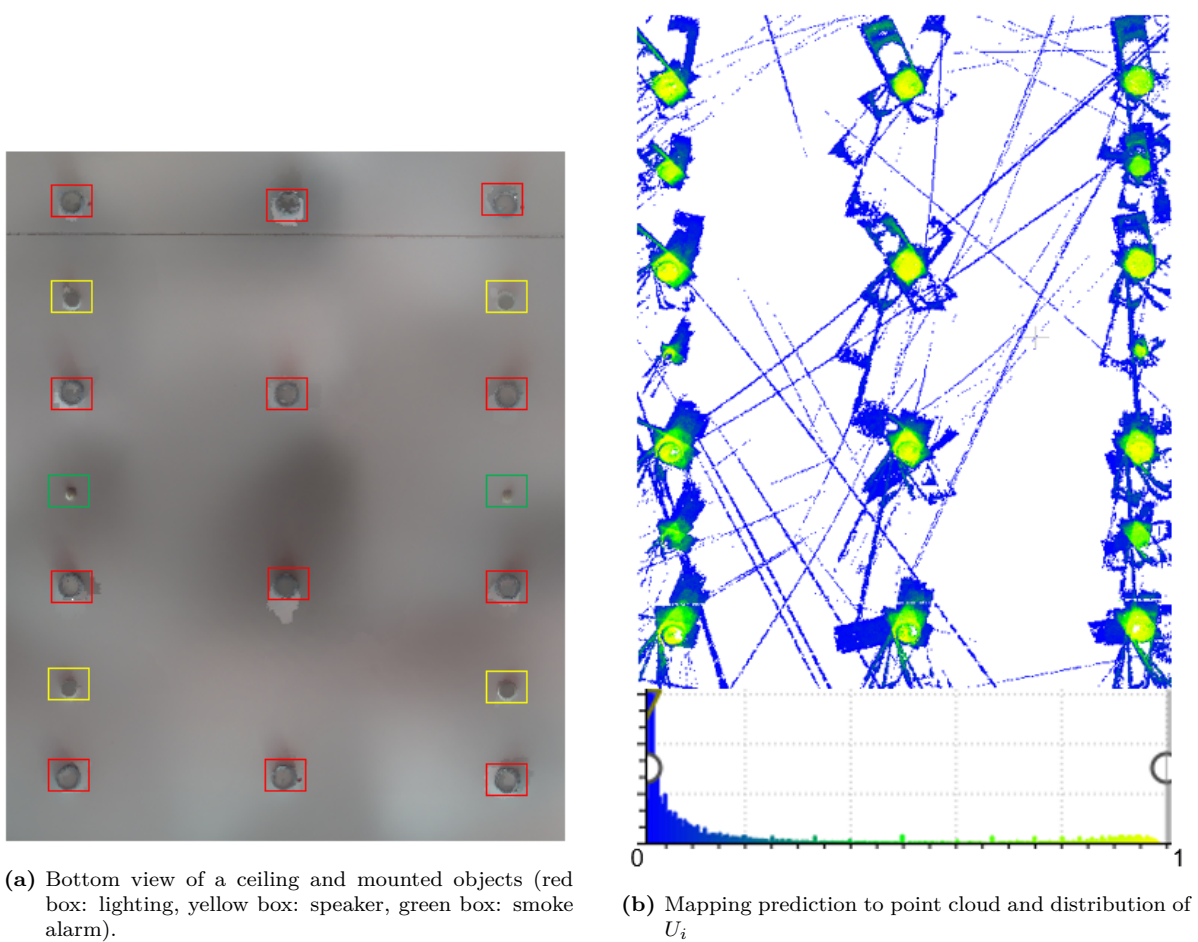 0
1
(a) Bottom view of a ceiling and mounted objects (red
box: lighting, yellow box: speaker, green box: smoke
alarm).
(b) Mapping prediction to point cloud and distribution of
U_i